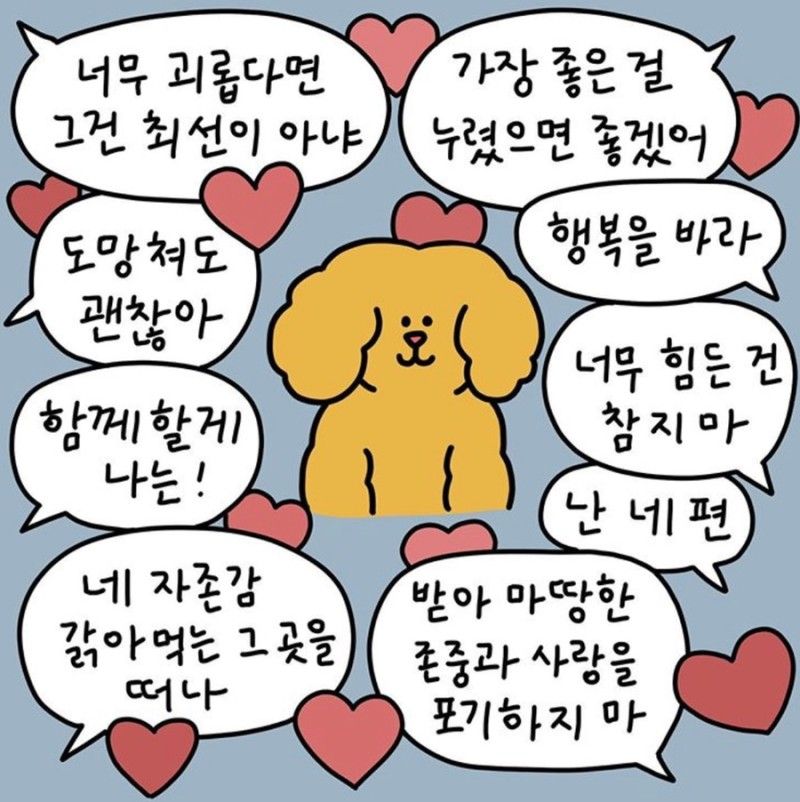 너무 괴롭다면
그건 최선이 아냐
가장 좋은 걸
누렸으면 좋겠어
도망쳐도
괜찮아
행복을 바라
너무 힘든 건
참지 마
함께할게
나는!
난 네 편
네 자존감
갉아먹는 그곳을
떠나
받아 마땅한
존중과 사랑을
포기하지 마